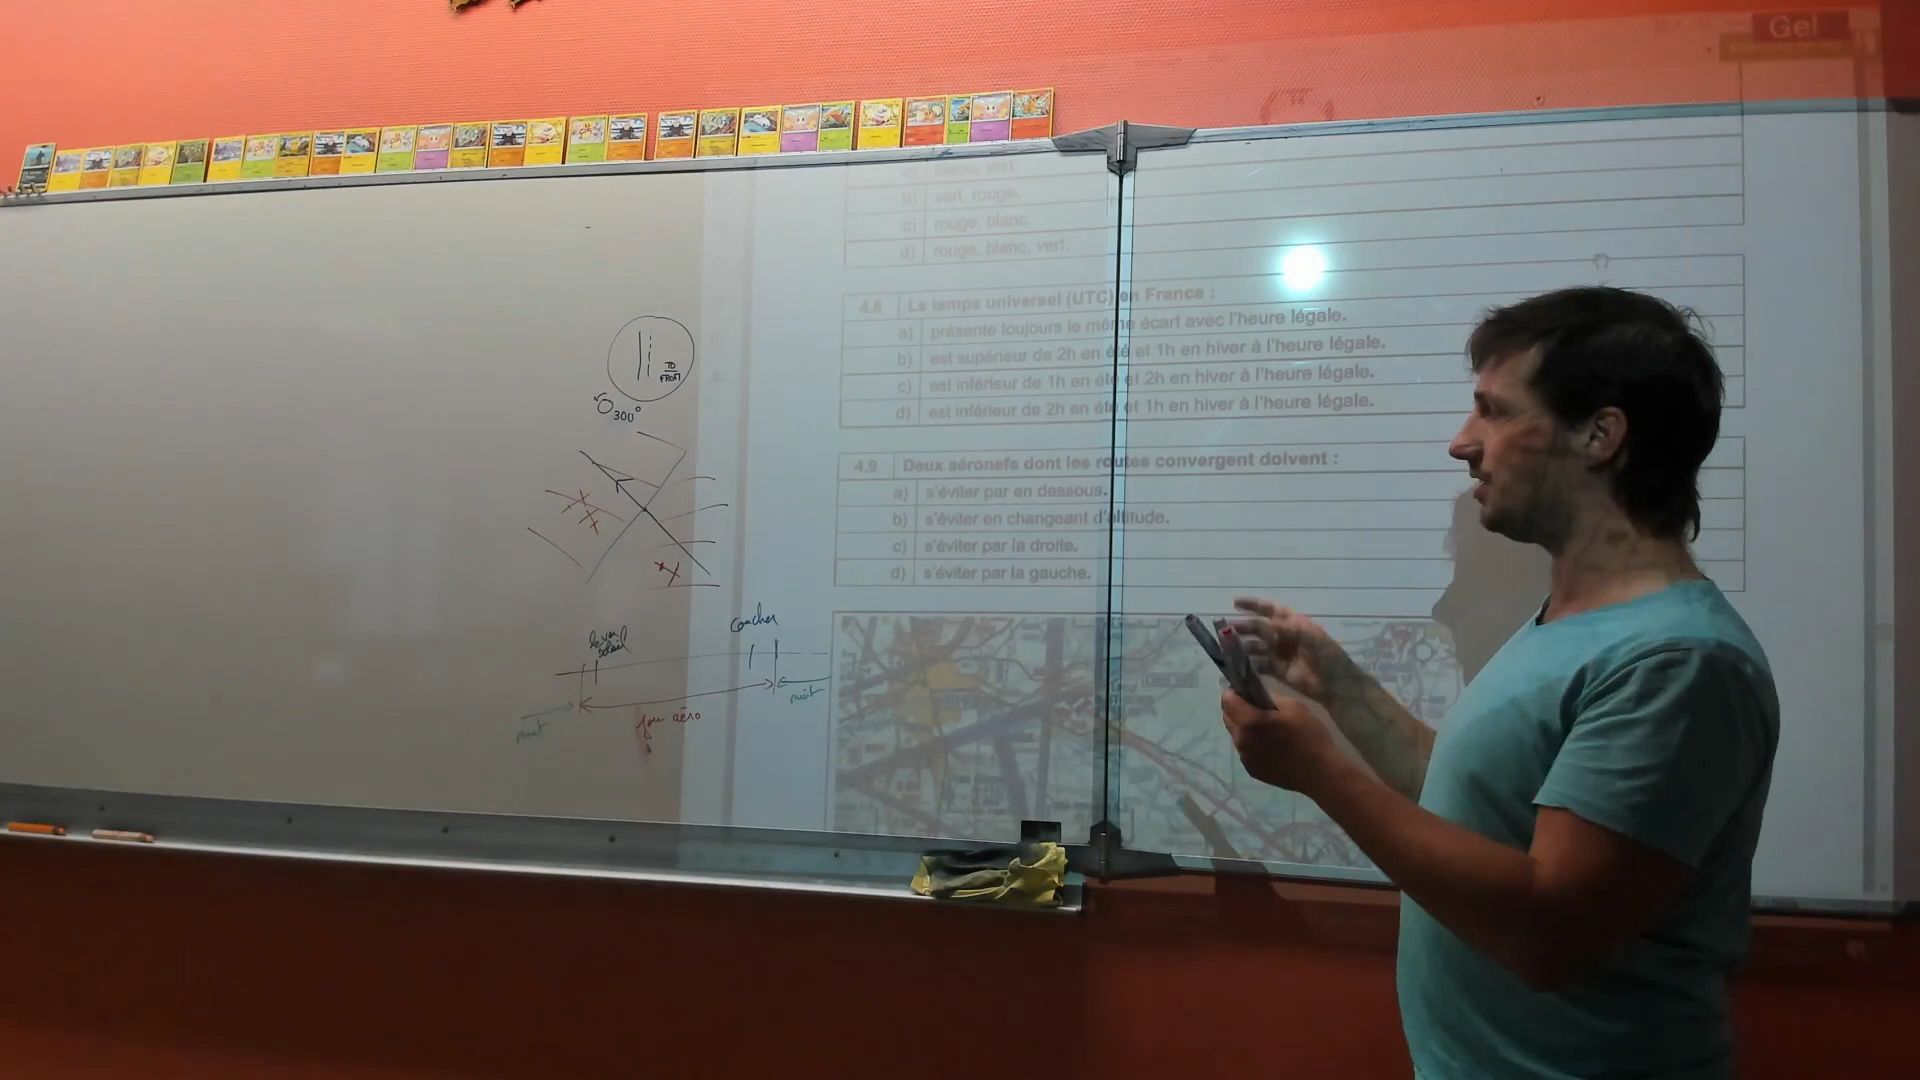 Gel
vert.
b) vert, rouge.
c) rouge, blanc
d) rouge, blanc, vert.
4.8 Le temps universel (UTC) en France :
a) présente toujours le même écart avec l'heure légale.
b) est supérieur de 2h en été et 1h en hiver à l'heure légale.
c) est inférieur de 1h en été et 2h en hiver à l'heure légale.
d) est inférieur de 2h en été et 1h en hiver à l'heure légale.
4.9 Deux aéronefs dont les routes convergent doivent :
a) s'éviter par en dessous.
b) s'éviter en changeant d'altitude.
c) s'éviter par la droite.
d) s'éviter par la gauche.
TO
FROM
300°
lever
soleil
coucher
nuit
jour aéro
nuit